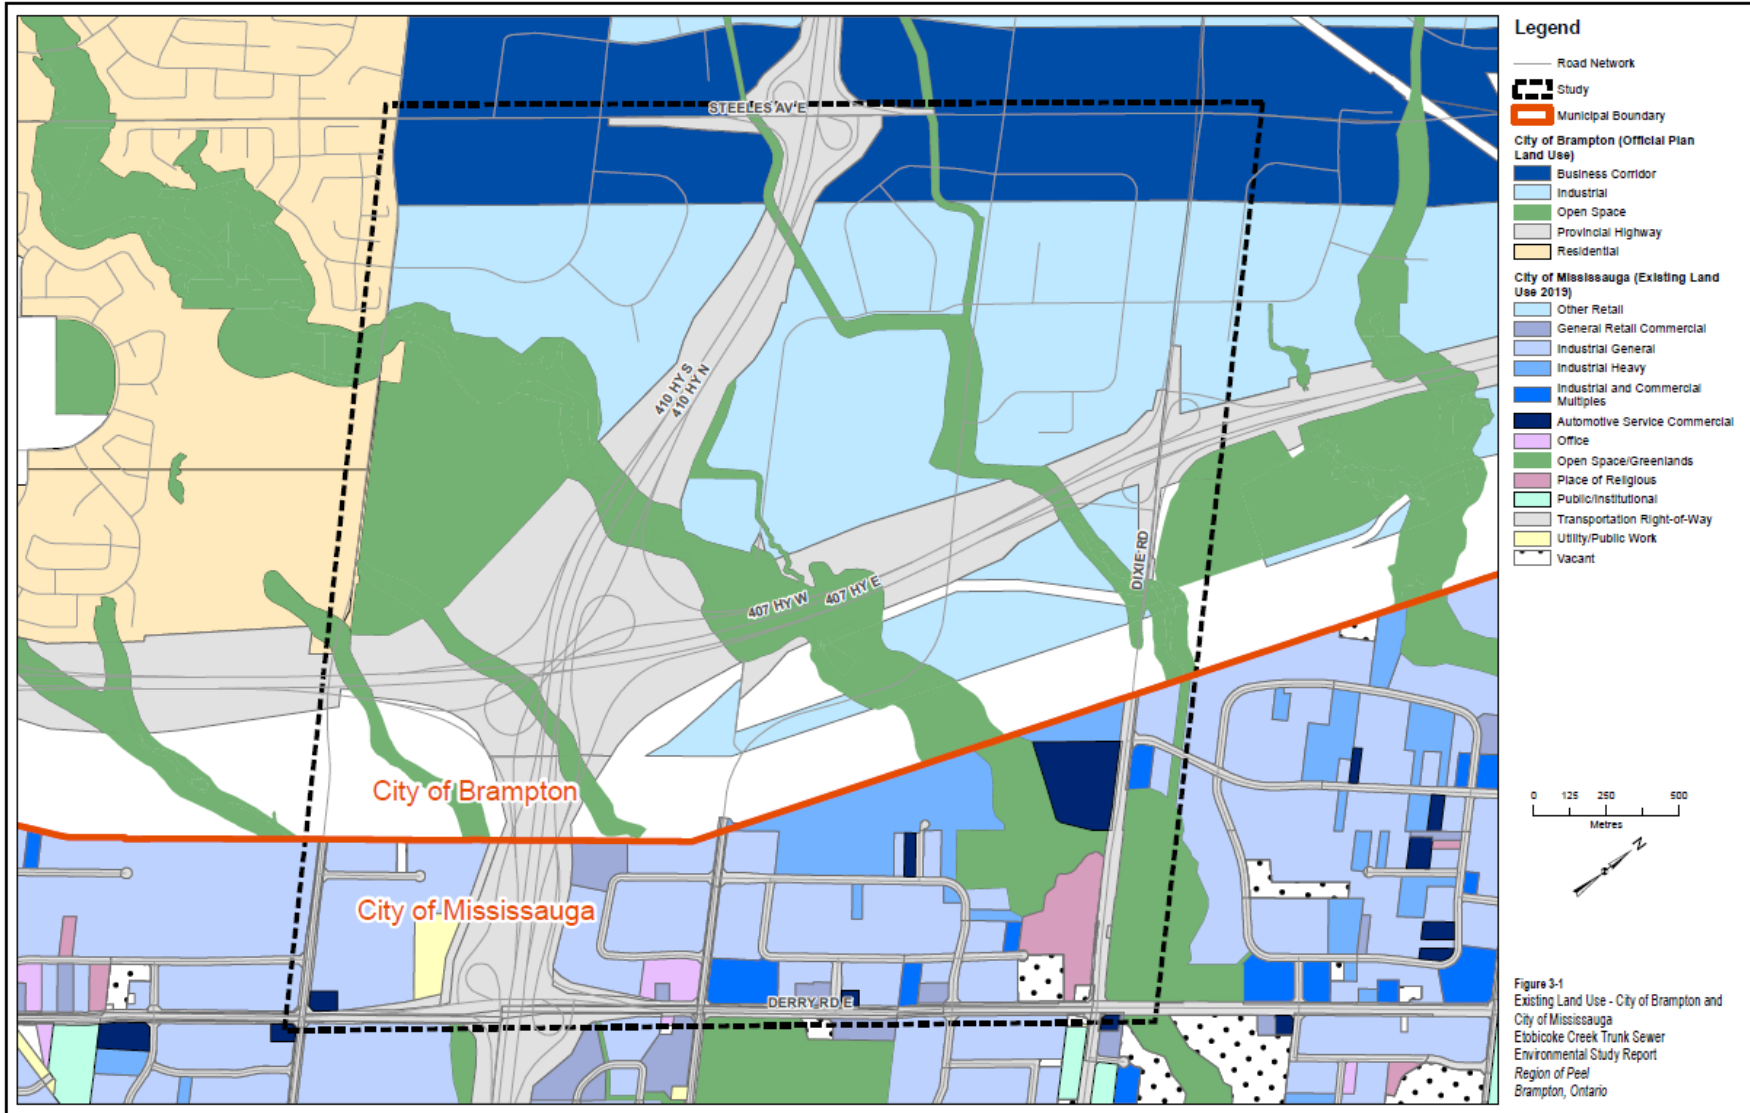 STEELES AV E
410 HY S
410 HY N
407 HY W
407 HY E
DIXIE RD
City of Brampton
City of Mississauga
DERRY RD E
Legend
Road Network
Study
Municipal Boundary
City of Brampton (Official Plan
Land Use)
Business Corridor
Industrial
Open Space
Provincial Highway
Residential
City of Mississauga (Existing Land
Use 2019)
Other Retail
General Retail Commercial
Industrial General
Industrial Heavy
Industrial and Commercial
Multiples
Automotive Service Commercial
Office
Open Space/Greenlands
Place of Religious
Public/Institutional
Transportation Right-of-Way
Utility/Public Work
Vacant
0 125 250 500
Metres
N
Figure 3-1
Existing Land Use - City of Brampton and
City of Mississauga
Etobicoke Creek Trunk Sewer
Environmental Study Report
Region of Peel
Brampton, Ontario